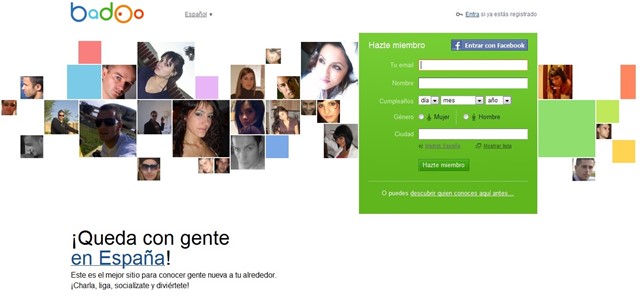 badoo
Español ▾
Entra si ya estás registrado
Hazte miembro
f Entrar con Facebook
Tu email
Nombre
Cumpleaños día mes año
Género Mujer Hombre
Ciudad
Madrid, España Mostrar lista
Hazte miembro
O puedes descubrir quien conoces aquí antes...
¡Queda con gente
en España!
Este es el mejor sitio para conocer gente nueva a tu alrededor.
¡Charla, liga, socialízate y diviértete!